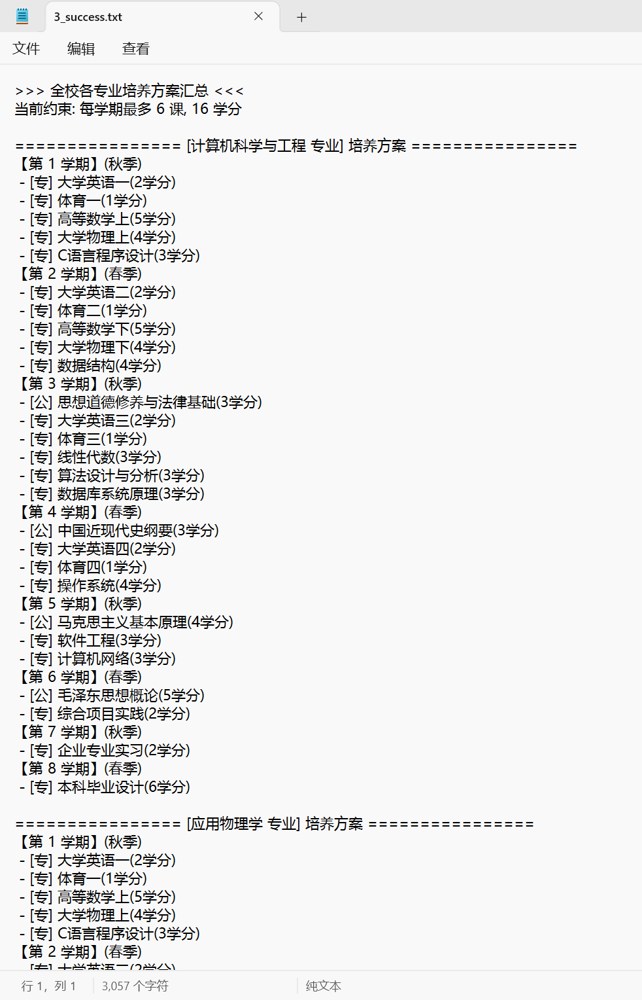 3_success.txt
文件 编辑 查看
>>> 全校各专业培养方案汇总 <<<
当前约束: 每学期最多 6 课, 16 学分
================ [计算机科学与工程 专业] 培养方案 ================
【第 1 学期】(秋季)
- [专] 大学英语一(2学分)
- [专] 体育一(1学分)
- [专] 高等数学上(5学分)
- [专] 大学物理上(4学分)
- [专] C语言程序设计(3学分)
【第 2 学期】(春季)
- [专] 大学英语二(2学分)
- [专] 体育二(1学分)
- [专] 高等数学下(5学分)
- [专] 大学物理下(4学分)
- [专] 数据结构(4学分)
【第 3 学期】(秋季)
- [公] 思想道德修养与法律基础(3学分)
- [专] 大学英语三(2学分)
- [专] 体育三(1学分)
- [专] 线性代数(3学分)
- [专] 算法设计与分析(3学分)
- [专] 数据库系统原理(3学分)
【第 4 学期】(春季)
- [公] 中国近现代史纲要(3学分)
- [专] 大学英语四(2学分)
- [专] 体育四(1学分)
- [专] 操作系统(4学分)
【第 5 学期】(秋季)
- [公] 马克思主义基本原理(4学分)
- [专] 软件工程(3学分)
- [专] 计算机网络(3学分)
【第 6 学期】(春季)
- [公] 毛泽东思想概论(5学分)
- [专] 综合项目实践(2学分)
【第 7 学期】(秋季)
- [专] 企业专业实习(2学分)
【第 8 学期】(春季)
- [专] 本科毕业设计(6学分)
================ [应用物理学 专业] 培养方案 ================
【第 1 学期】(秋季)
- [专] 大学英语一(2学分)
- [专] 体育一(1学分)
- [专] 高等数学上(5学分)
- [专] 大学物理上(4学分)
- [专] C语言程序设计(3学分)
【第 2 学期】(春季)
- [专] 大学英语二(2学分)
行 1，列 1 3,057 个字符 纯文本